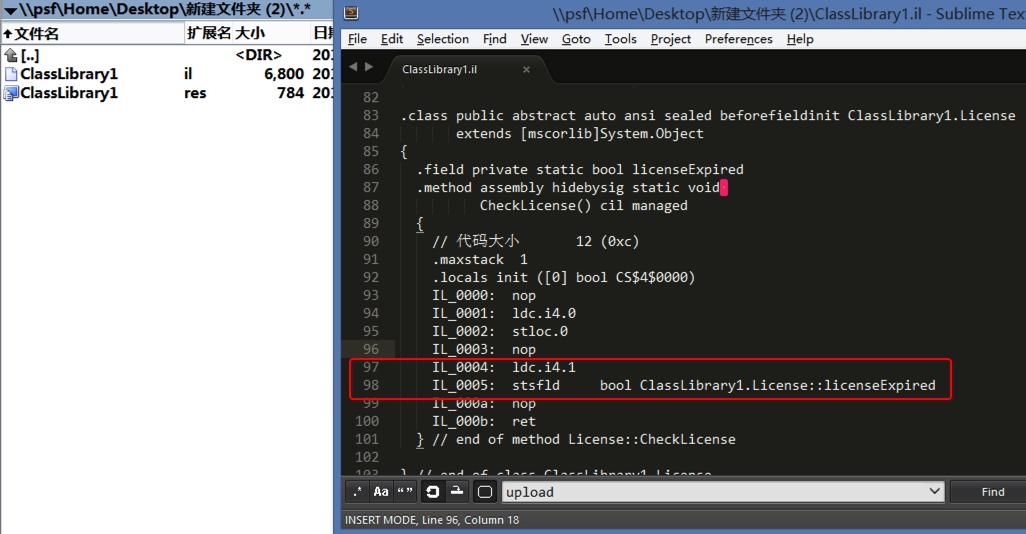 \\psf\Home\Desktop\新建文件夹 (2)\*.*
文件名 扩展名 大小
[..] <DIR>
ClassLibrary1 il 6,800
ClassLibrary1 res 784
\\psf\Home\Desktop\新建文件夹 (2)\ClassLibrary1.il - Sublime Tex
File Edit Selection Find View Goto Tools Project Preferences Help
ClassLibrary1.il ×
82
83 .class public abstract auto ansi sealed beforefieldinit ClassLibrary1.License
84 extends [mscorlib]System.Object
85 {
86 .field private static bool licenseExpired
87 .method assembly hidebysig static void
88 CheckLicense() cil managed
89 {
90 // 代码大小 12 (0xc)
91 .maxstack 1
92 .locals init ([0] bool CS$4$0000)
93 IL_0000: nop
94 IL_0001: ldc.i4.0
95 IL_0002: stloc.0
96 IL_0003: nop
97 IL_0004: ldc.i4.1
98 IL_0005: stsfld bool ClassLibrary1.License::licenseExpired
99 IL_000a: nop
100 IL_000b: ret
101 } // end of method License::CheckLicense
102
103 } // end of class ClassLibrary1.License
.* Aa “” upload Find
INSERT MODE, Line 96, Column 18